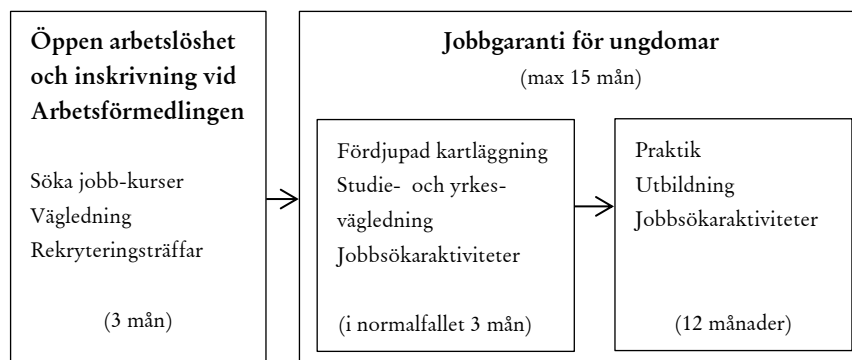 Öppen arbetslöshet
och inskrivning vid
Arbetsförmedlingen
Söka jobb-kurser
Vägledning
Rekryteringsträffar
(3 mån)
Jobbgaranti för ungdomar
(max 15 mån)
Fördjupad kartläggning
Studie- och yrkes-
vägledning
Jobbsökaraktiviteter
(i normalfallet 3 mån)
Praktik
Utbildning
Jobbsökaraktiviteter
(12 månader)